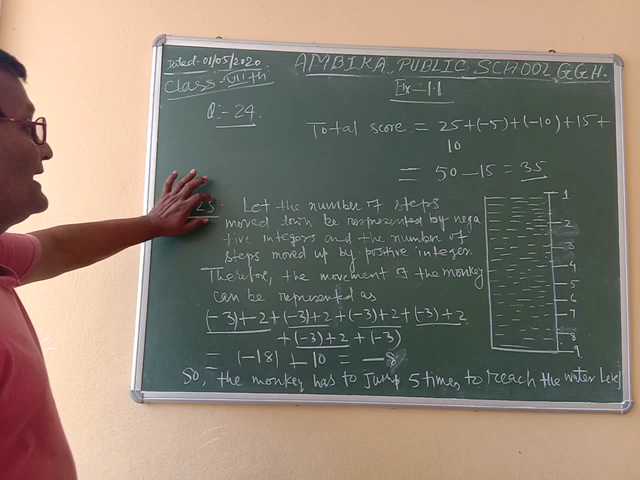 Dated-01/05/2020
AMBIKA PUBLIC SCHOOL G.G.H.
Class-VIIth
Ex-1.1
Q:-24.
Total score = 25+(-5)+(-10)+15+
10
= 50-15=35
Let the number of steps
moved down be represented by nega
tive integers and the number of
steps moved up by positive integer.
Therefore, the movement of the monkey
can be represented as
(-3)+2+(-3)+2+(-3)+2+(-3)+2
+(-3)+2+(-3)
= (-18)+10=-8
So, the monkey has to jump 5 times to reach the water level
1
2
3
4
5
6
7
8
9